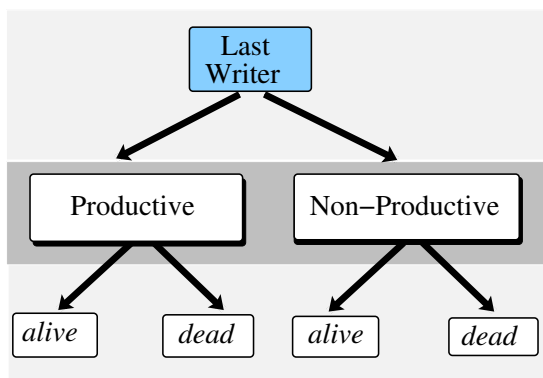 Last
Writer
Productive
Non−Productive
alive
dead
alive
dead